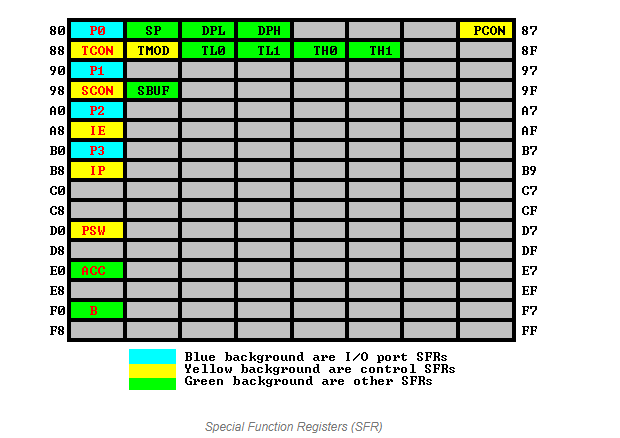 80 P0 SP DPL DPH PCON 87
88 TCON TMOD TL0 TL1 TH0 TH1 8F
90 P1 97
98 SCON SBUF 9F
A0 P2 A7
A8 IE AF
B0 P3 B7
B8 IP B9
C0 C7
C8 CF
D0 PSW D7
D8 DF
E0 ACC E7
E8 EF
F0 B F7
F8 FF
Blue background are I/O port SFRs
Yellow background are control SFRs
Green background are other SFRs
Special Function Registers (SFR)